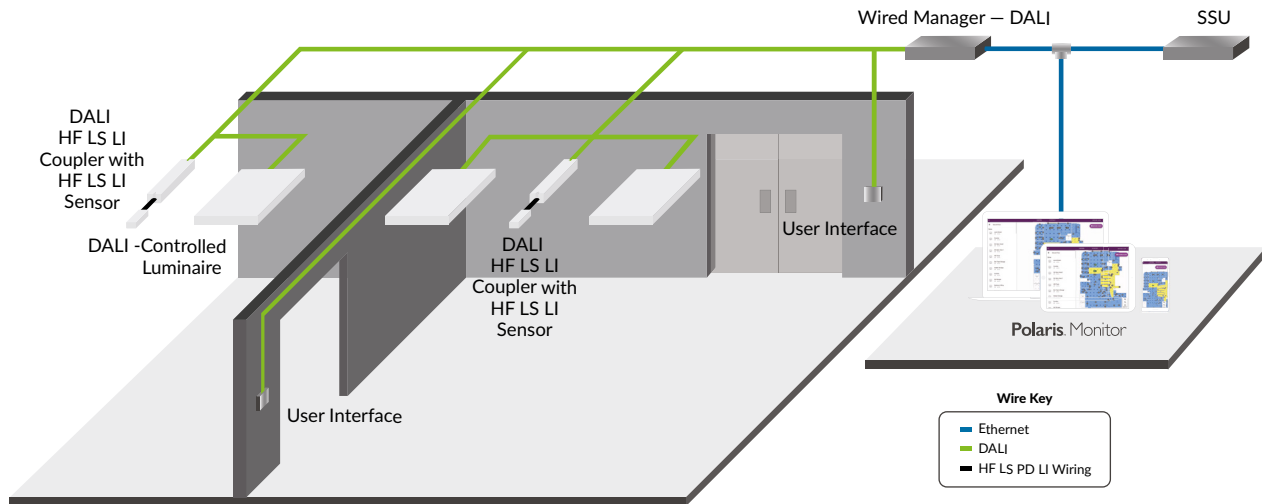 Wired Manager — DALI
SSU
DALI
HF LS LI
Coupler with
HF LS LI
Sensor
DALI -Controlled
Luminaire
DALI
HF LS LI
Coupler with
HF LS LI
Sensor
User Interface
User Interface
Polaris. Monitor
Wire Key
Ethernet
DALI
HF LS PD LI Wiring